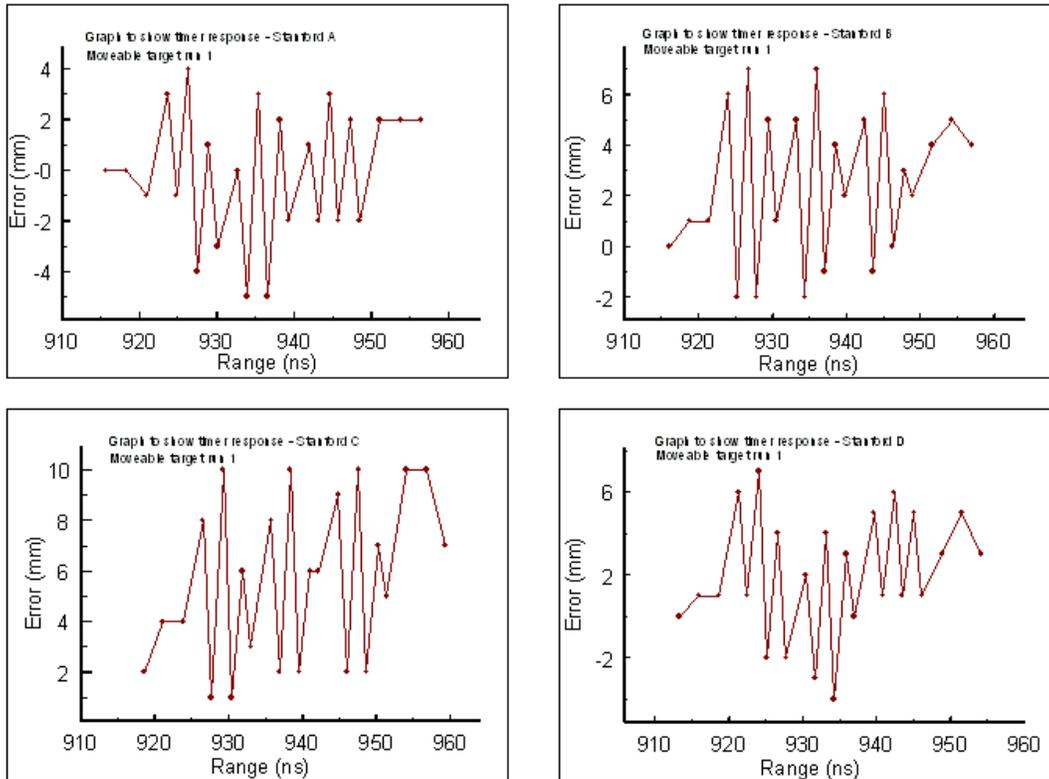 Graph to show timer response - Stanford A
Moveable target run 1
4
2
-0
-2
-4
Error (mm)
910 920 930 940 950 960
Range (ns)
Graph to show timer response - Stanford B
Moveable target run 1
6
4
2
0
-2
Error (mm)
910 920 930 940 950 960
Range (ns)
Graph to show timer response - Stanford C
Moveable target run 1
10
8
6
4
2
Error (mm)
910 920 930 940 950 960
Range (ns)
Graph to show timer response - Stanford D
Moveable target run 1
6
2
-2
Error (mm)
910 920 930 940 950 960
Range (ns)